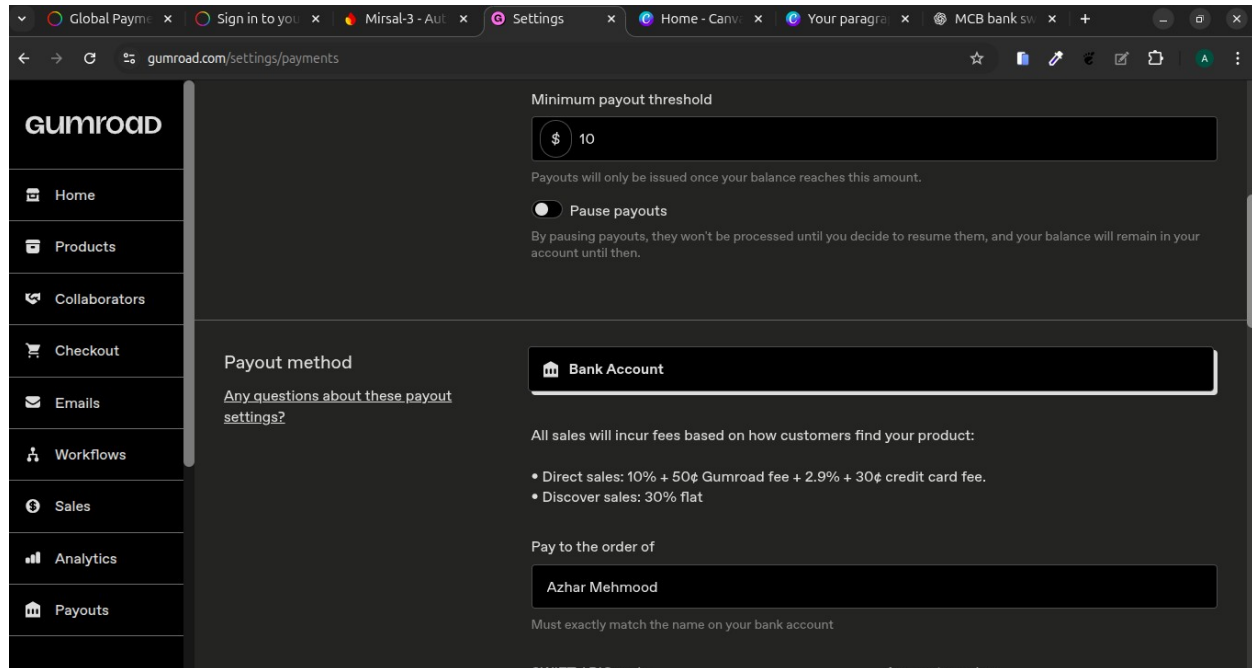 Global Payme
Sign in to you
Mirsal-3 - Aut
Settings
Home - Canva
Your paragra
MCB bank sw
gumroad.com/settings/payments
A
GUMROAD
Home
Products
Collaborators
Checkout
Emails
Workflows
Sales
Analytics
Payouts
Minimum payout threshold
$ 10
Payouts will only be issued once your balance reaches this amount.
Pause payouts
By pausing payouts, they won't be processed until you decide to resume them, and your balance will remain in your
account until then.
Payout method
Any questions about these payout
settings?
Bank Account
All sales will incur fees based on how customers find your product:
• Direct sales: 10% + 50¢ Gumroad fee + 2.9% + 30¢ credit card fee.
• Discover sales: 30% flat
Pay to the order of
Azhar Mehmood
Must exactly match the name on your bank account